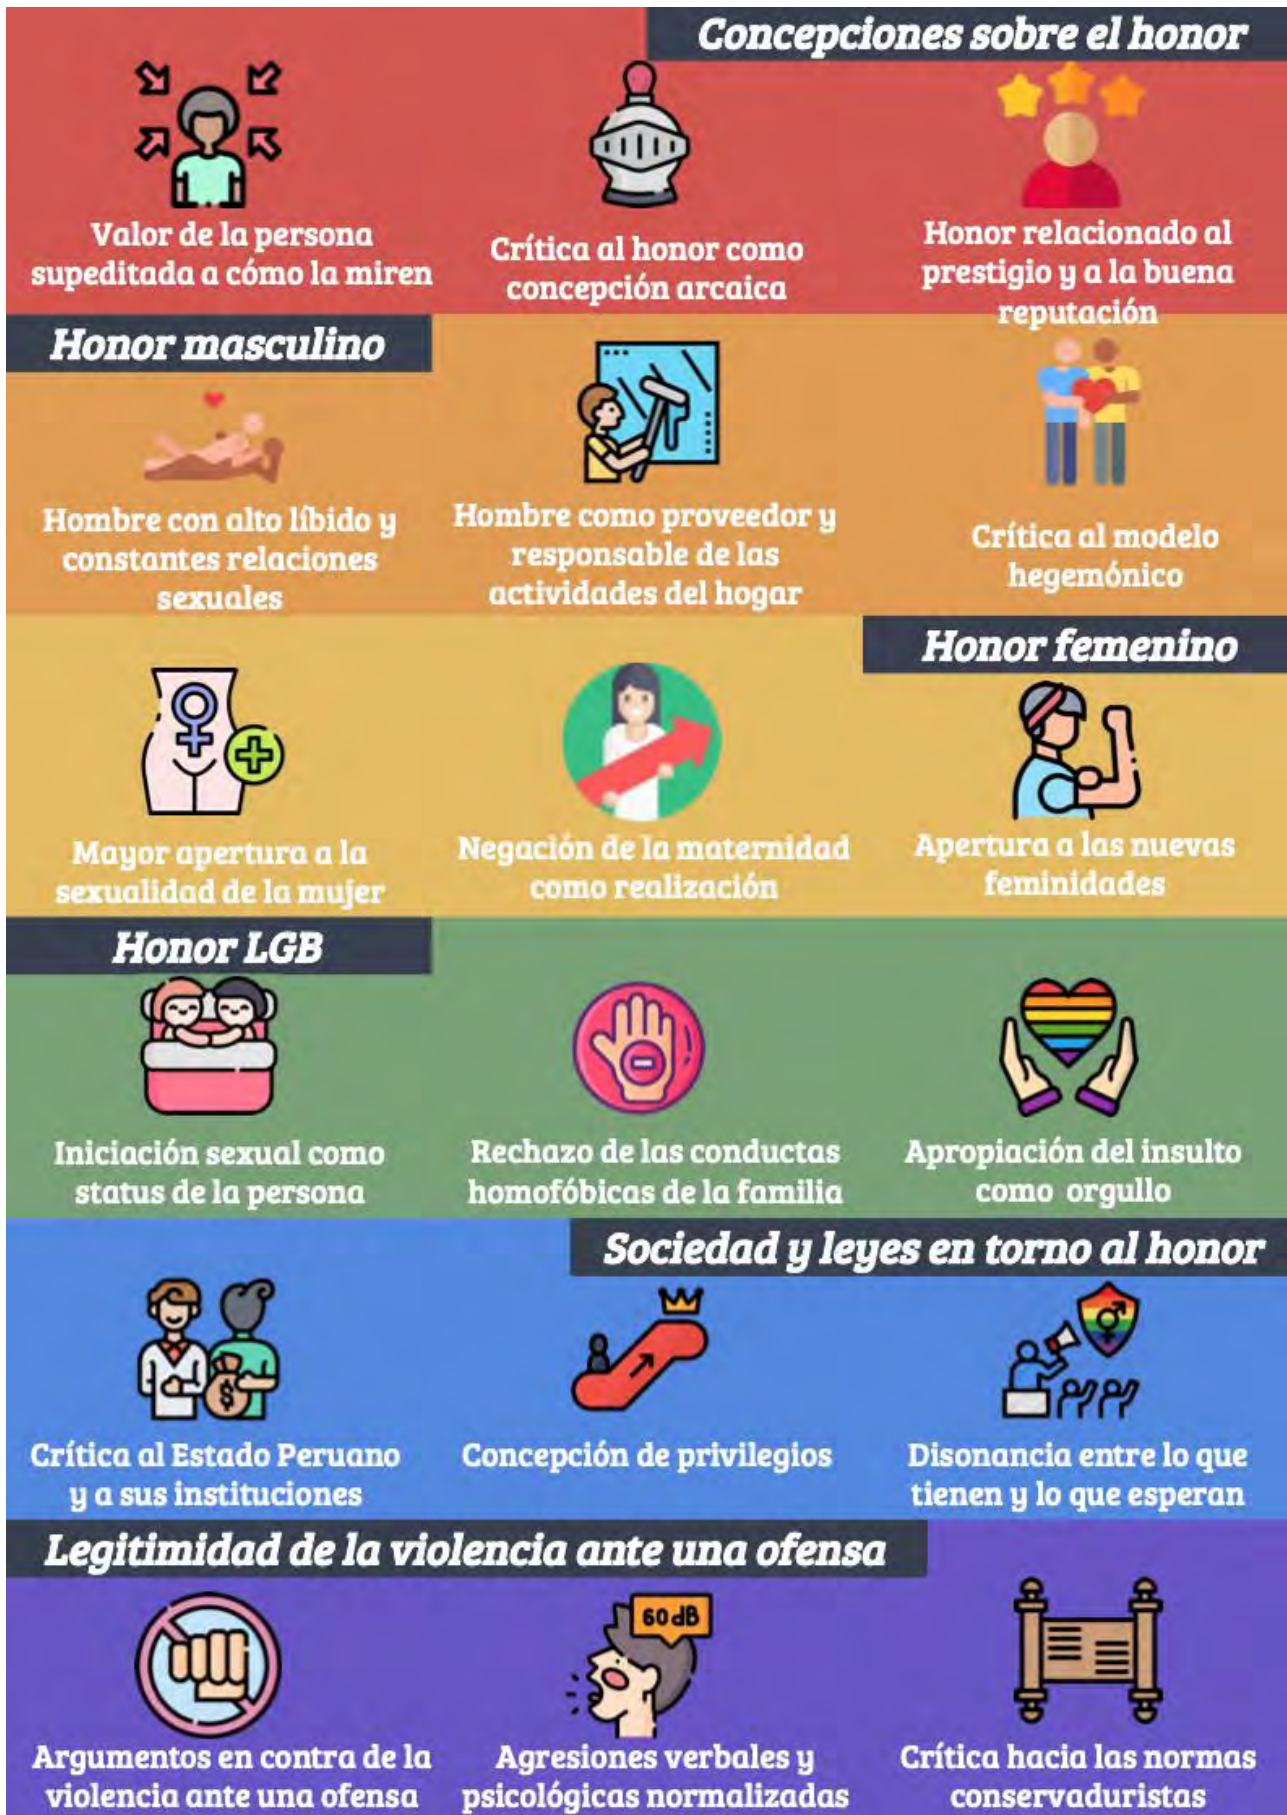 Concepciones sobre el honor
Valor de la persona
supeditada a cómo la miren
Crítica al honor como
concepción arcaica
Honor relacionado al
prestigio y a la buena
reputación
Honor masculino
Hombre con alto líbido y
constantes relaciones
sexuales
Hombre como proveedor y
responsable de las
actividades del hogar
Crítica al modelo
hegemónico
Honor femenino
Mayor apertura a la
sexualidad de la mujer
Negación de la maternidad
como realización
Apertura a las nuevas
feminidades
Honor LGB
Iniciación sexual como
status de la persona
Rechazo de las conductas
homofóbicas de la familia
Apropiación del insulto
como orgullo
Sociedad y leyes en torno al honor
$
Crítica al Estado Peruano
y a sus instituciones
Concepción de privilegios
Disonancia entre lo que
tienen y lo que esperan
Legitimidad de la violencia ante una ofensa
Argumentos en contra de la
violencia ante una ofensa
60 dB
Agresiones verbales y
psicológicas normalizadas
Crítica hacia las normas
conservaduristas